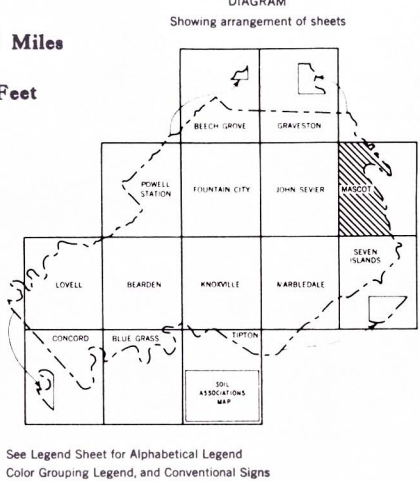 DIAGRAM
Showing arrangement of sheets
Miles
Feet
BEECH GROVE
GRAVESTON
POWELL
STATION
FOUNTAIN CITY
JOHN SEVIER
MASCOT
LOVELL
BEARDEN
KNOXVILLE
MARBLEDALE
SEVEN
ISLANDS
CONCORD
BLUE GRASS
TIPTON
SOIL
ASSOCIATIONS
MAP
See Legend Sheet for Alphabetical Legend
Color Grouping Legend, and Conventional Signs